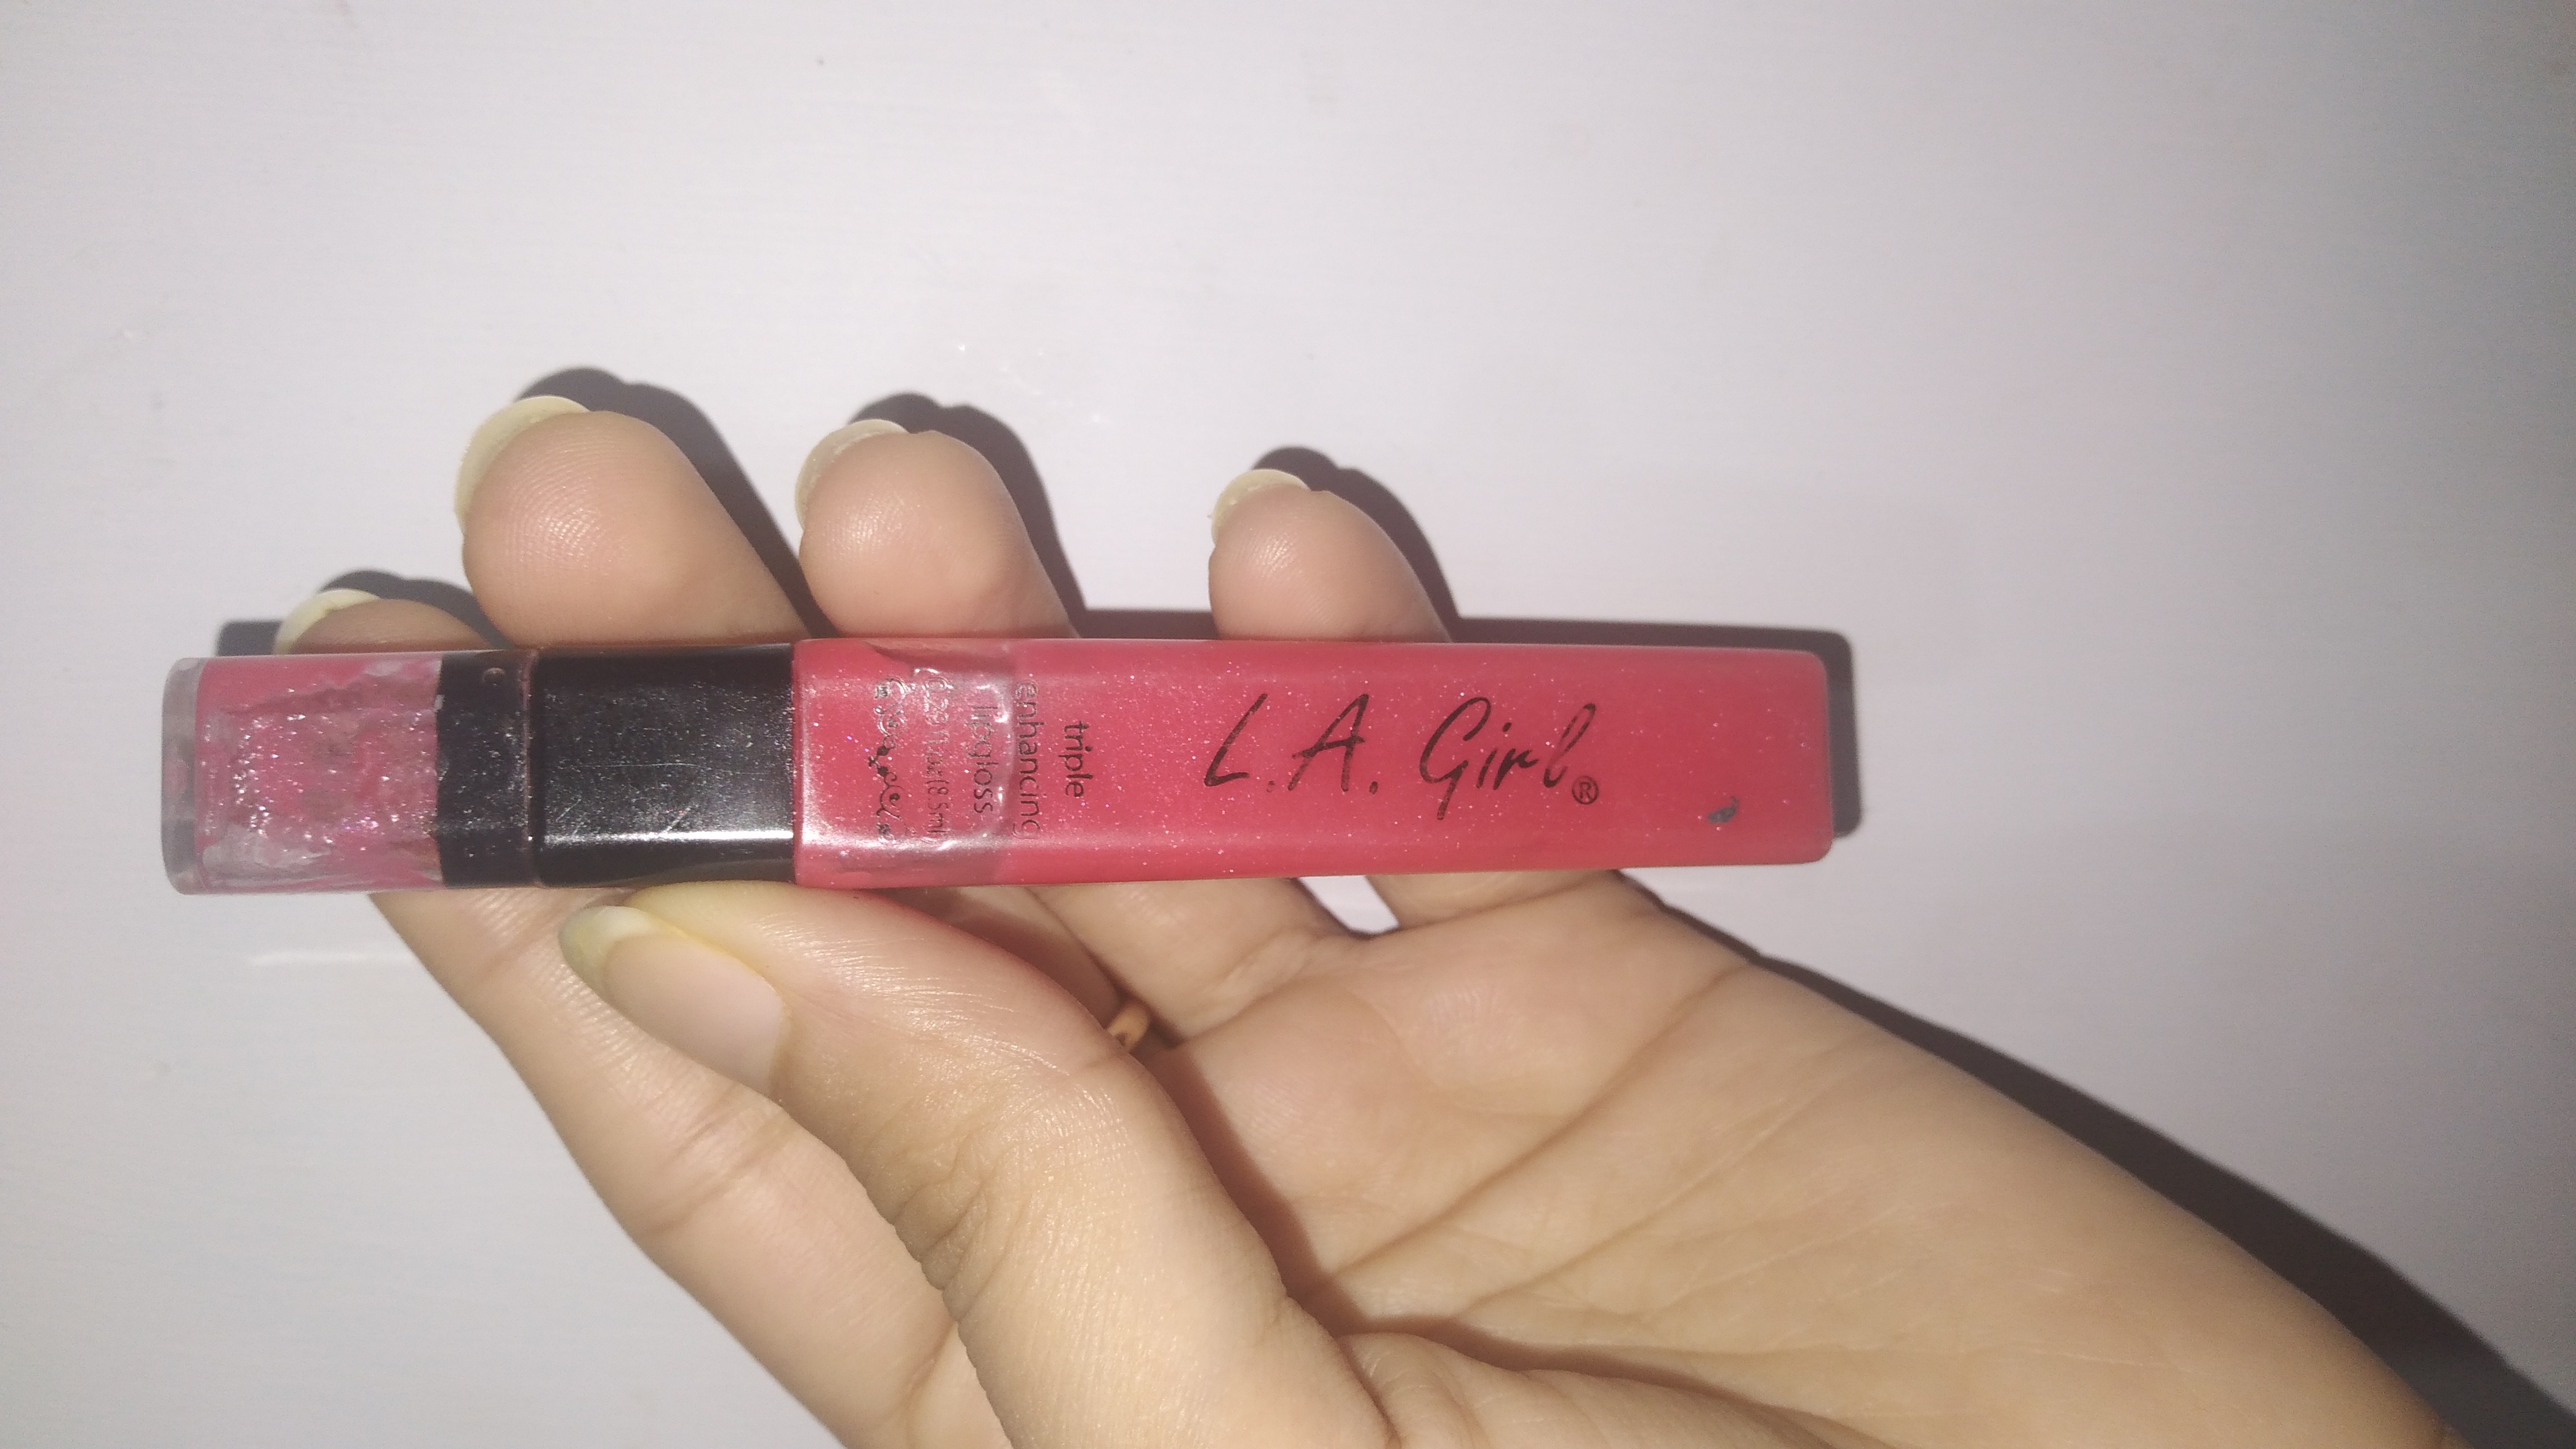 L.A. Girl®
triple
enhancing
lipgloss